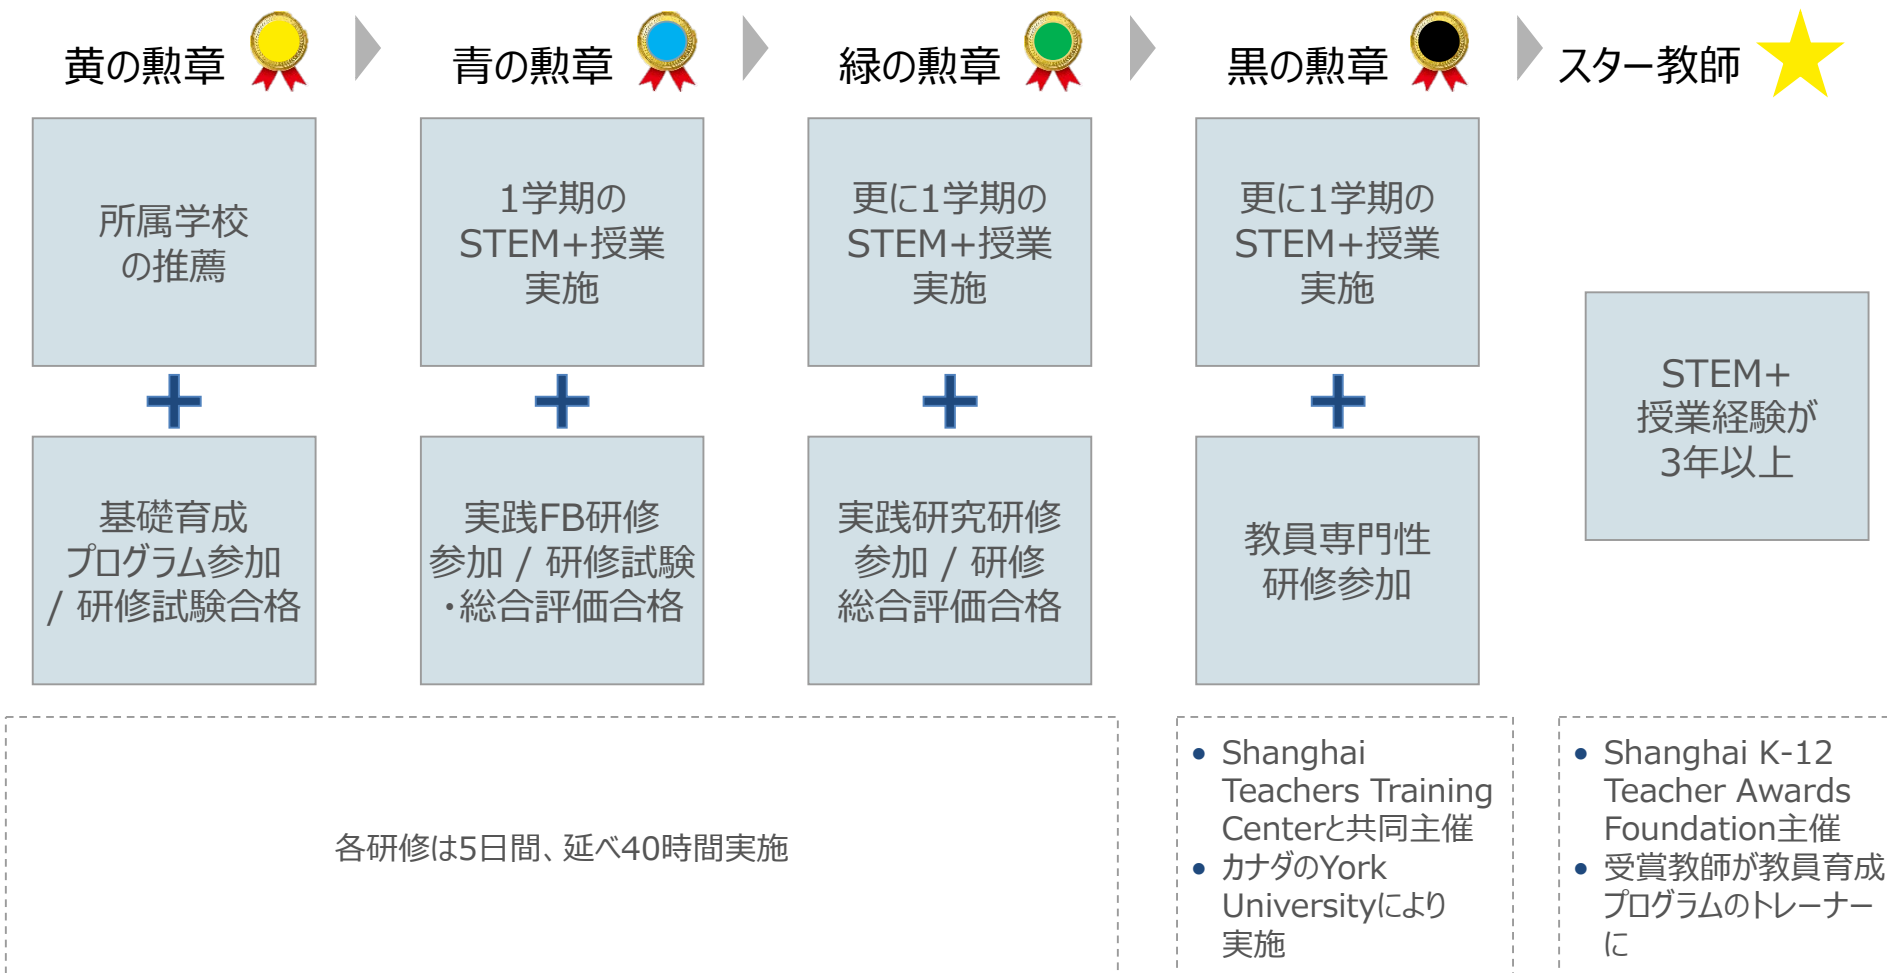 黄の勲章
青の勲章
緑の勲章
黒の勲章
スター教師
所属学校
の推薦
1学期の
STEM+授業
実施
更に1学期の
STEM+授業
実施
更に1学期の
STEM+授業
実施
STEM+
授業経験が
3年以上
基礎育成
プログラム参加
/ 研修試験合格
実践FB研修
参加 / 研修試験
・総合評価合格
実践研究研修
参加 / 研修
総合評価合格
教員専門性
研修参加
各研修は5日間、延べ40時間実施
• Shanghai
Teachers Training
Centerと共同主催
• カナダのYork
Universityにより
実施
• Shanghai K-12
Teacher Awards
Foundation主催
• 受賞教師が教員育成
プログラムのトレーナー
に